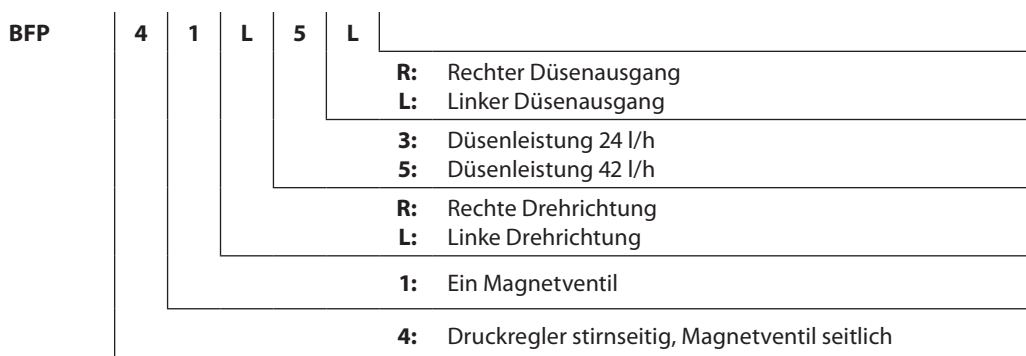 BFP 4 1 L 5 L
R: Rechter Düsenausgang
L: Linker Düsenausgang
3: Düsenleistung 24 l/h
5: Düsenleistung 42 l/h
R: Rechte Drehrichtung
L: Linke Drehrichtung
1: Ein Magnetventil
4: Druckregler stirnseitig, Magnetventil seitlich